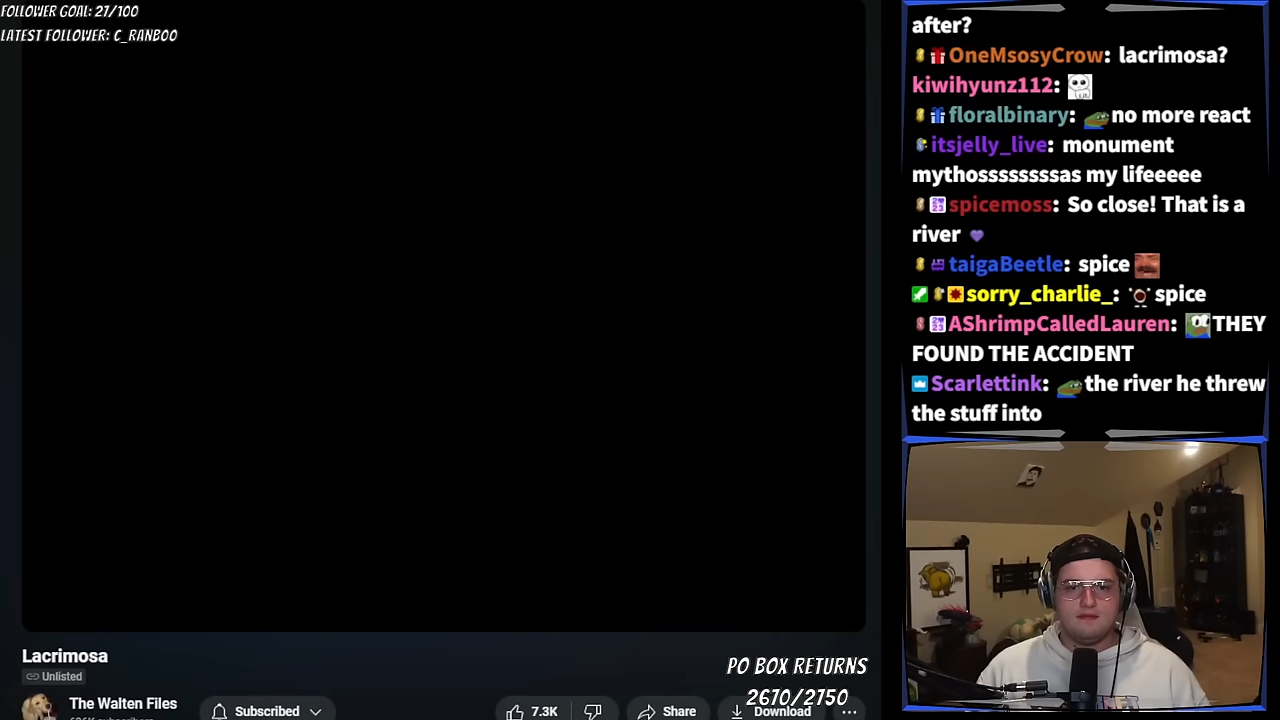 FOLLOWER GOAL: 27/100
LATEST FOLLOWER: C_RANBOO
after?
OneMsosyCrow: lacrimosa?
kiwihyunz112:
floralbinary: no more react
itsjelly_live: monument
mythossssssssas my lifeeeee
spicemoss: So close! That is a
river
taigaBeetle: spice
sorry_charlie_: spice
AShrimpCalledLauren: THEY
FOUND THE ACCIDENT
Scarlettink: the river he threw
the stuff into
Lacrimosa
Unlisted
The Walten Files
Subscribed
7.3K
Share
Download
PO BOX RETURNS
2670/2750